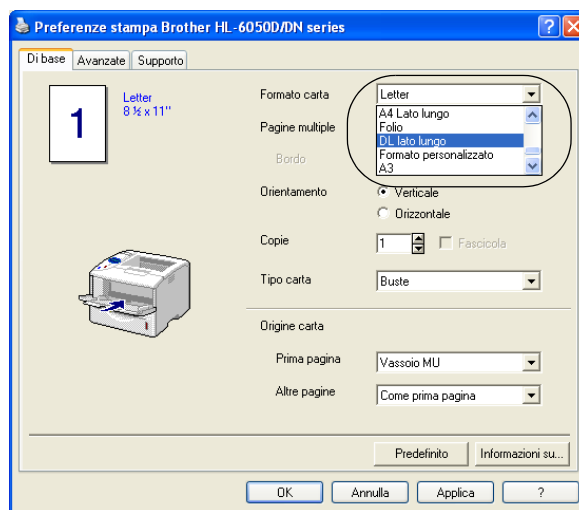 Preferenze stampa Brother HL-6050D/DN series
Di base Avanzate Supporto
1
Letter
8 ½ x 11"
Formato carta
Letter
A4 Lato lungo
Folio
DL lato lungo
Formato personalizzato
A3
Pagine multiple
Bordo
Orientamento
Verticale
Orizzontale
Copie
1
Fascicola
Tipo carta
Buste
Origine carta
Prima pagina
Vassoio MU
Altre pagine
Come prima pagina
Predefinito Informazioni su...
OK Annulla Applica ?